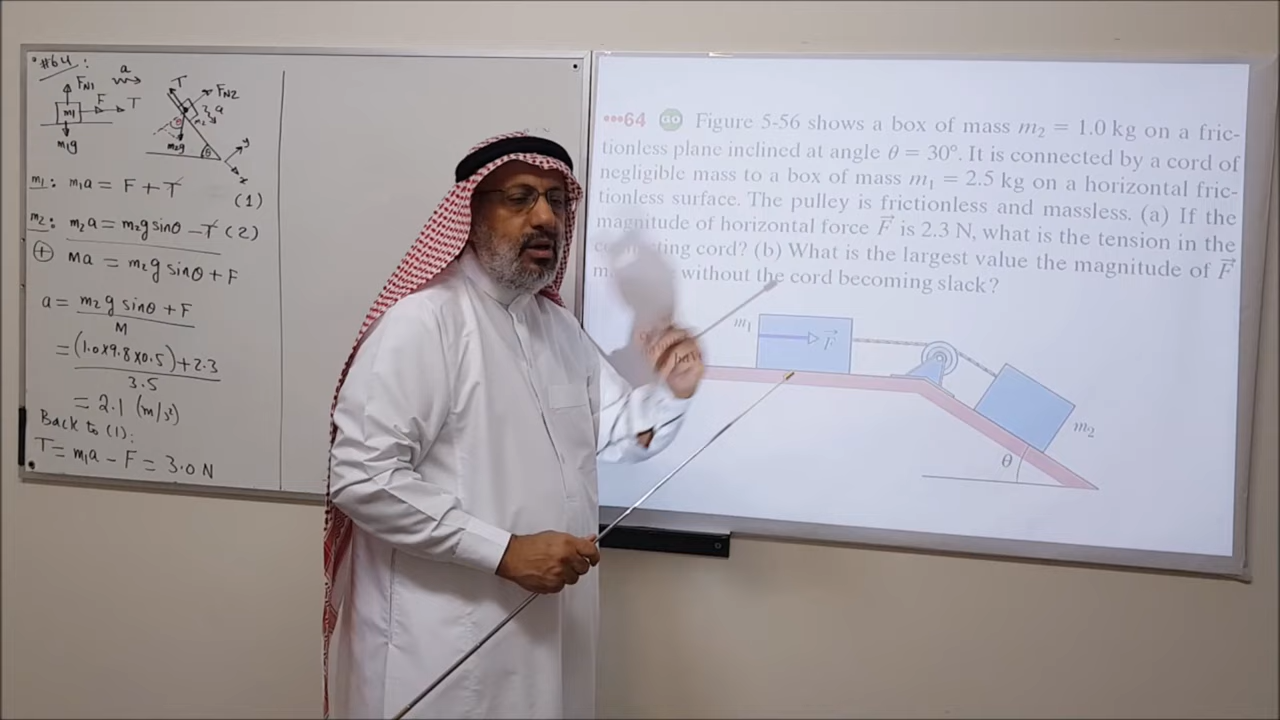 #64:
a
FN1
F
T
m1
m1g
T
FN2
a
m2
θ
m2g
θ
y
x
m1: m1a = F + T (1)
m2: m2a = m2g sinθ - T (2)
+ Ma = m2g sinθ + F
a = m2g sinθ + F
M
= (1.0×9.8×0.5) + 2.3
3.5
= 2.1 (m/s²)
Back to (1):
T = m1a - F = 3.0 N
•••64 GO Figure 5-56 shows a box of mass m2 = 1.0 kg on a fric-
tionless plane inclined at angle θ = 30°. It is connected by a cord of
negligible mass to a box of mass m1 = 2.5 kg on a horizontal fric-
tionless surface. The pulley is frictionless and massless. (a) If the
magnitude of horizontal force F⃗ is 2.3 N, what is the tension in the
cord? (b) What is the largest value the magnitude of F⃗
without the cord becoming slack?
m1
F⃗
m2
θ